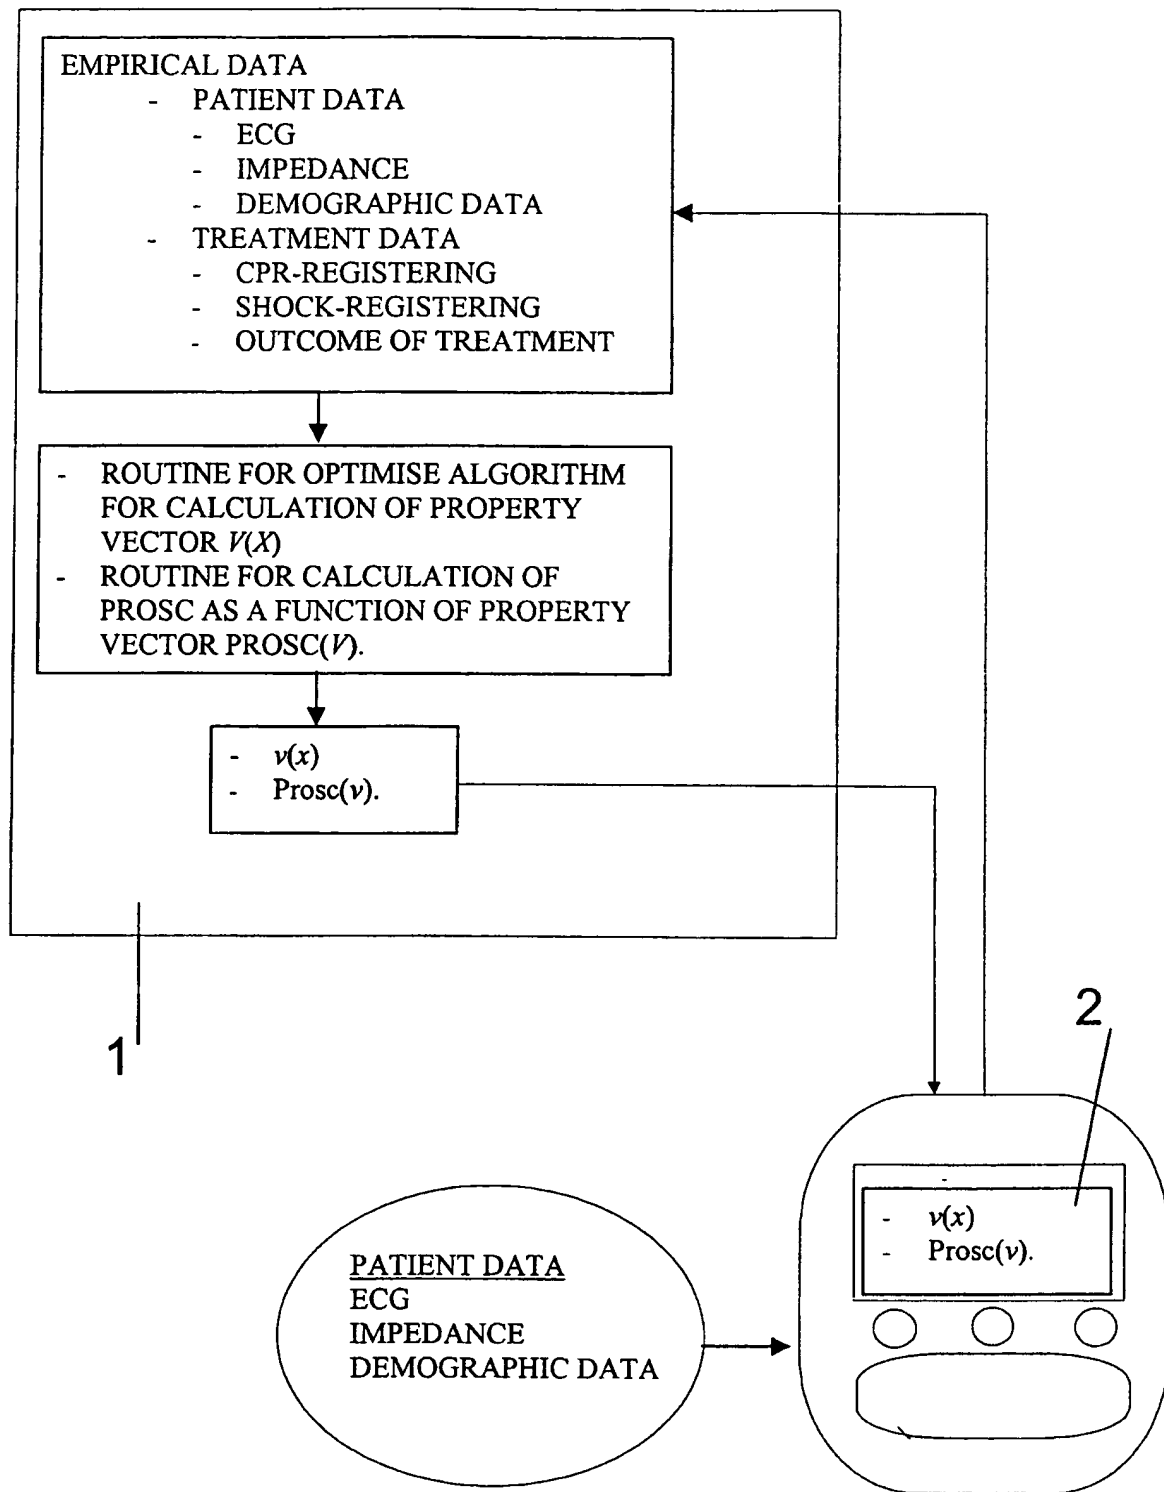 EMPIRICAL DATA
- PATIENT DATA
- ECG
- IMPEDANCE
- DEMOGRAPHIC DATA
- TREATMENT DATA
- CPR-REGISTERING
- SHOCK-REGISTERING
- OUTCOME OF TREATMENT
- ROUTINE FOR OPTIMISE ALGORITHM
FOR CALCULATION OF PROPERTY
VECTOR V(X)
- ROUTINE FOR CALCULATION OF
PROSC AS A FUNCTION OF PROPERTY
VECTOR PROSC(V).
- v(x)
- Prosc(v).
1
2
- v(x)
- Prosc(v).
PATIENT DATA
ECG
IMPEDANCE
DEMOGRAPHIC DATA